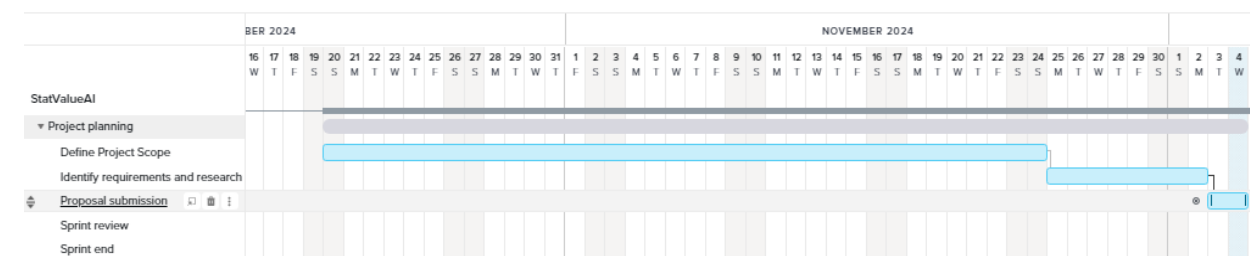 BER 2024 NOVEMBER 2024
16 17 18 19 20 21 22 23 24 25 26 27 28 29 30 31 1 2 3 4 5 6 7 8 9 10 11 12 13 14 15 16 17 18 19 20 21 22 23 24 25 26 27 28 29 30 1 2 3 4
W T F S S M T W T F S S M T W T F S S M T W T F S S M T W T F S S M T W T F S S M T W T F S S M T W
StatValueAI
Project planning
Define Project Scope
Identify requirements and research
Proposal submission
Sprint review
Sprint end